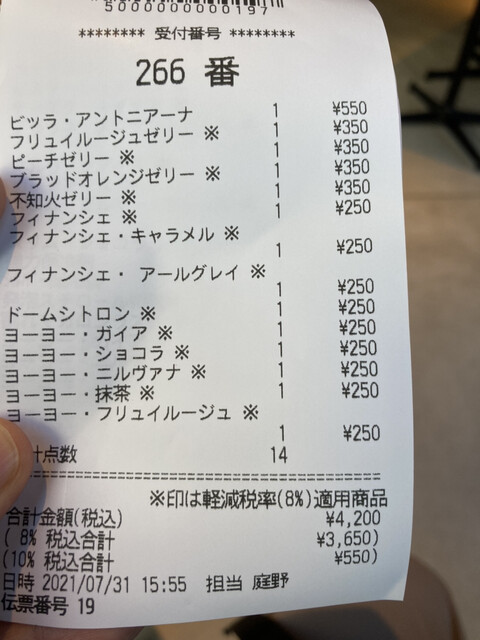 S000000000197
******** 受付番号 ********
266 番
ビッラ・アントニアーナ 1 ¥550
フリュイルージュゼリー ※ 1 ¥350
ピーチゼリー ※ 1 ¥350
ブラッドオレンジゼリー ※ 1 ¥350
不知火ゼリー ※ 1 ¥350
フィナンシェ ※ 1 ¥250
フィナンシェ・キャラメル ※
1 ¥250
フィナンシェ・ アールグレイ ※
1 ¥250
ドームシトロン ※ 1 ¥250
ヨーヨー・ガイア ※ 1 ¥250
ヨーヨー・ショコラ ※ 1 ¥250
ヨーヨー・ニルヴァナ ※ 1 ¥250
ヨーヨー・抹茶 ※ 1 ¥250
ヨーヨー・フリュイルージュ ※
1 ¥250
計点数 14
※印は軽減税率(8%)適用商品
合計金額(税込) ¥4,200
( 8% 税込合計 ¥3,650)
(10% 税込合計 ¥550)
日時 2021/07/31 15:55 担当 庭野
伝票番号 19